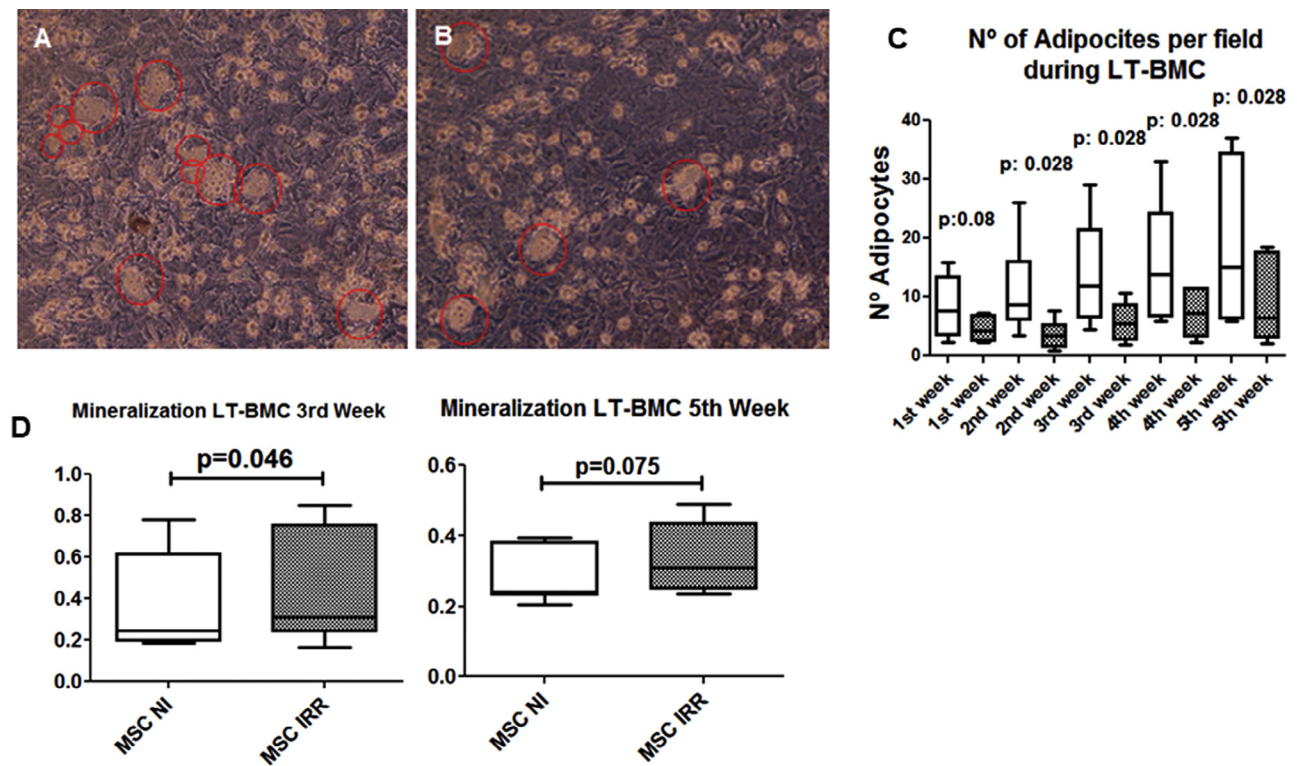 A
B
C
Nº of Adipocites per field
during LT-BMC
p: 0.028
p: 0.028
p: 0.028
p: 0.028
p:0.08
Nº Adipocytes
40
30
20
10
0
1st week
1st week
2nd week
2nd week
3rd week
3rd week
4th week
4th week
5th week
5th week
D
Mineralization LT-BMC 3rd Week
p=0.046
1.0
0.8
0.6
0.4
0.2
0.0
MSC NI
MSC IRR
Mineralization LT-BMC 5th Week
p=0.075
0.6
0.4
0.2
0.0
MSC NI
MSC IRR